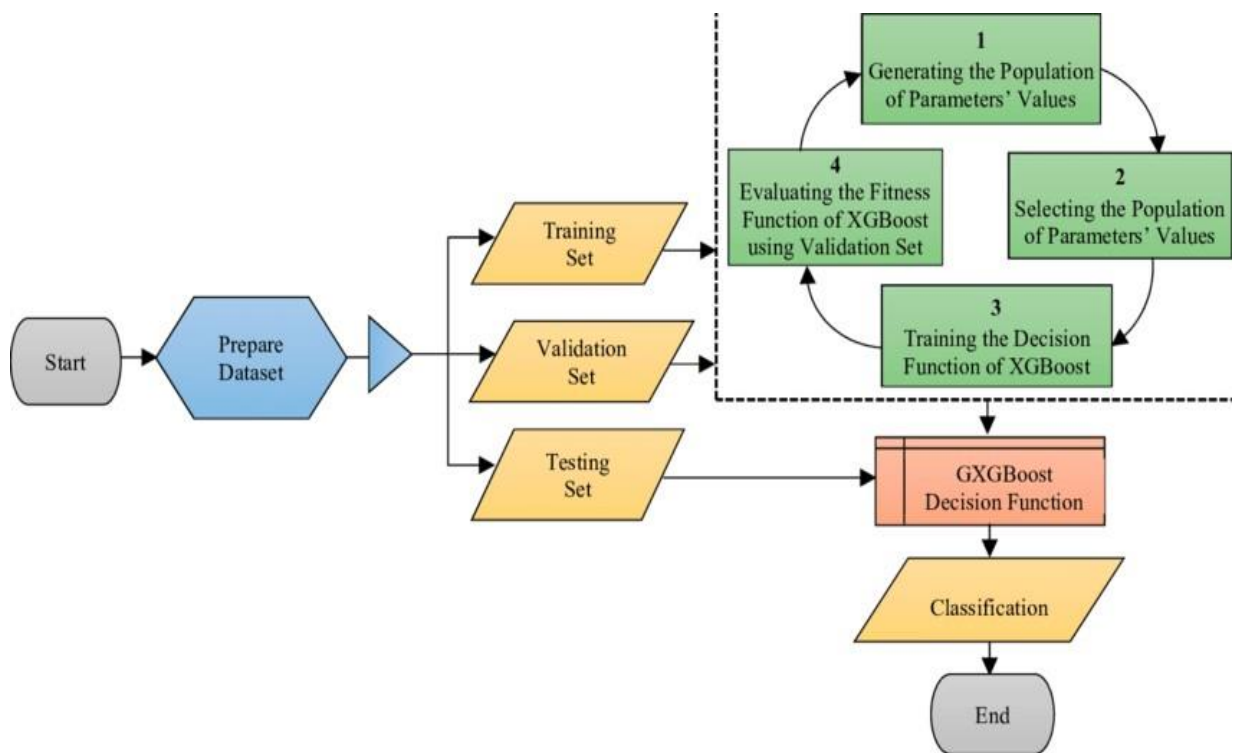 Start
Prepare
Dataset
Training
Set
Validation
Set
Testing
Set
1
Generating the Population
of Parameters’ Values
2
Selecting the Population
of Parameters’ Values
3
Training the Decision
Function of XGBoost
4
Evaluating the Fitness
Function of XGBoost
using Validation Set
GXGBoost
Decision Function
Classification
End